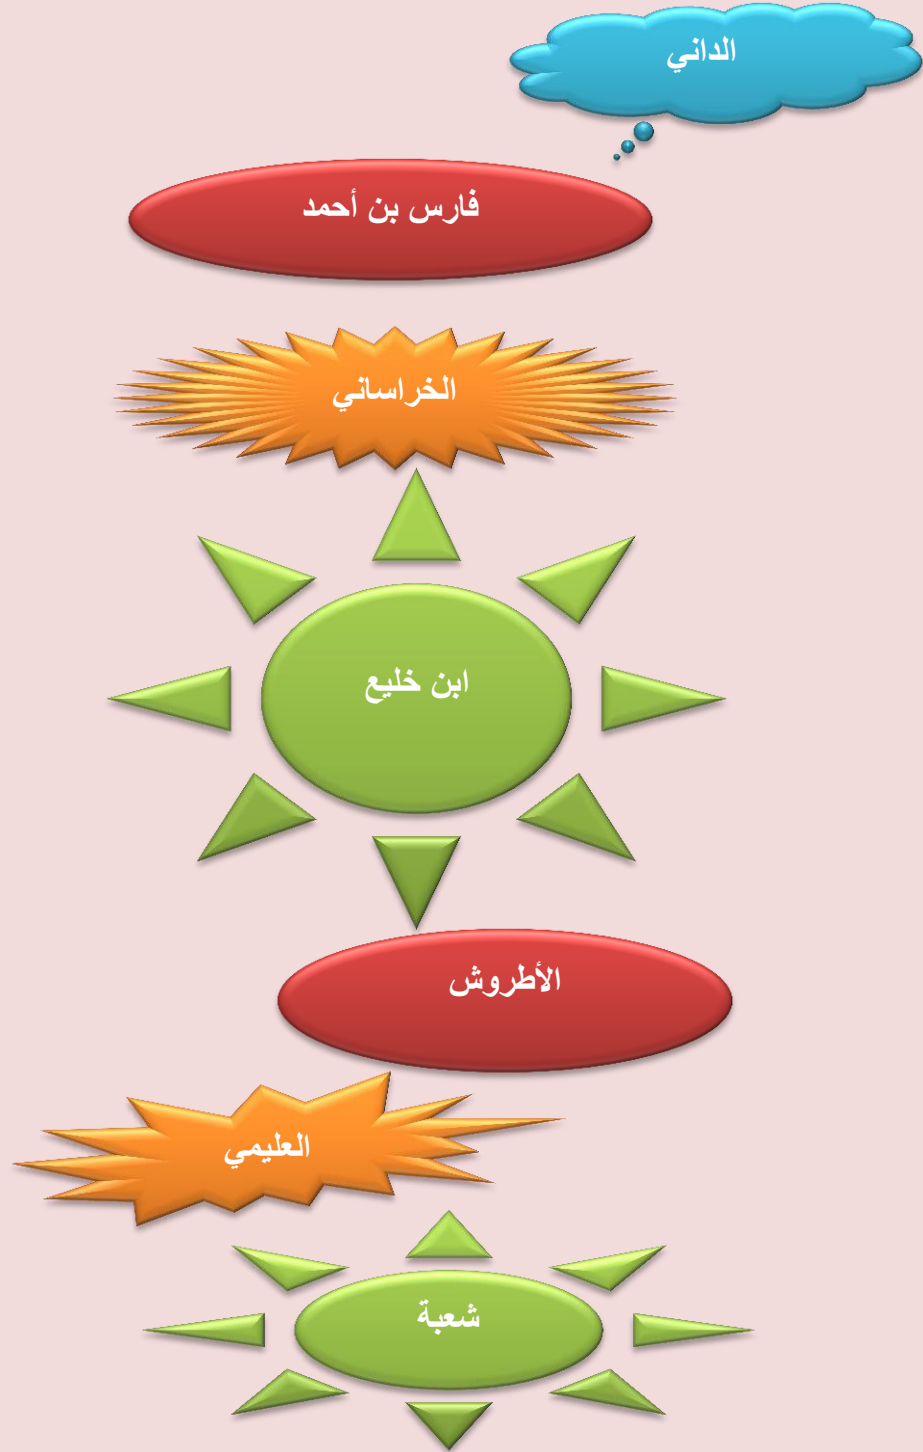 الداني
فارس بن أحمد
الخراساني
ابن خليع
الأطروش
العليمي
شعبة